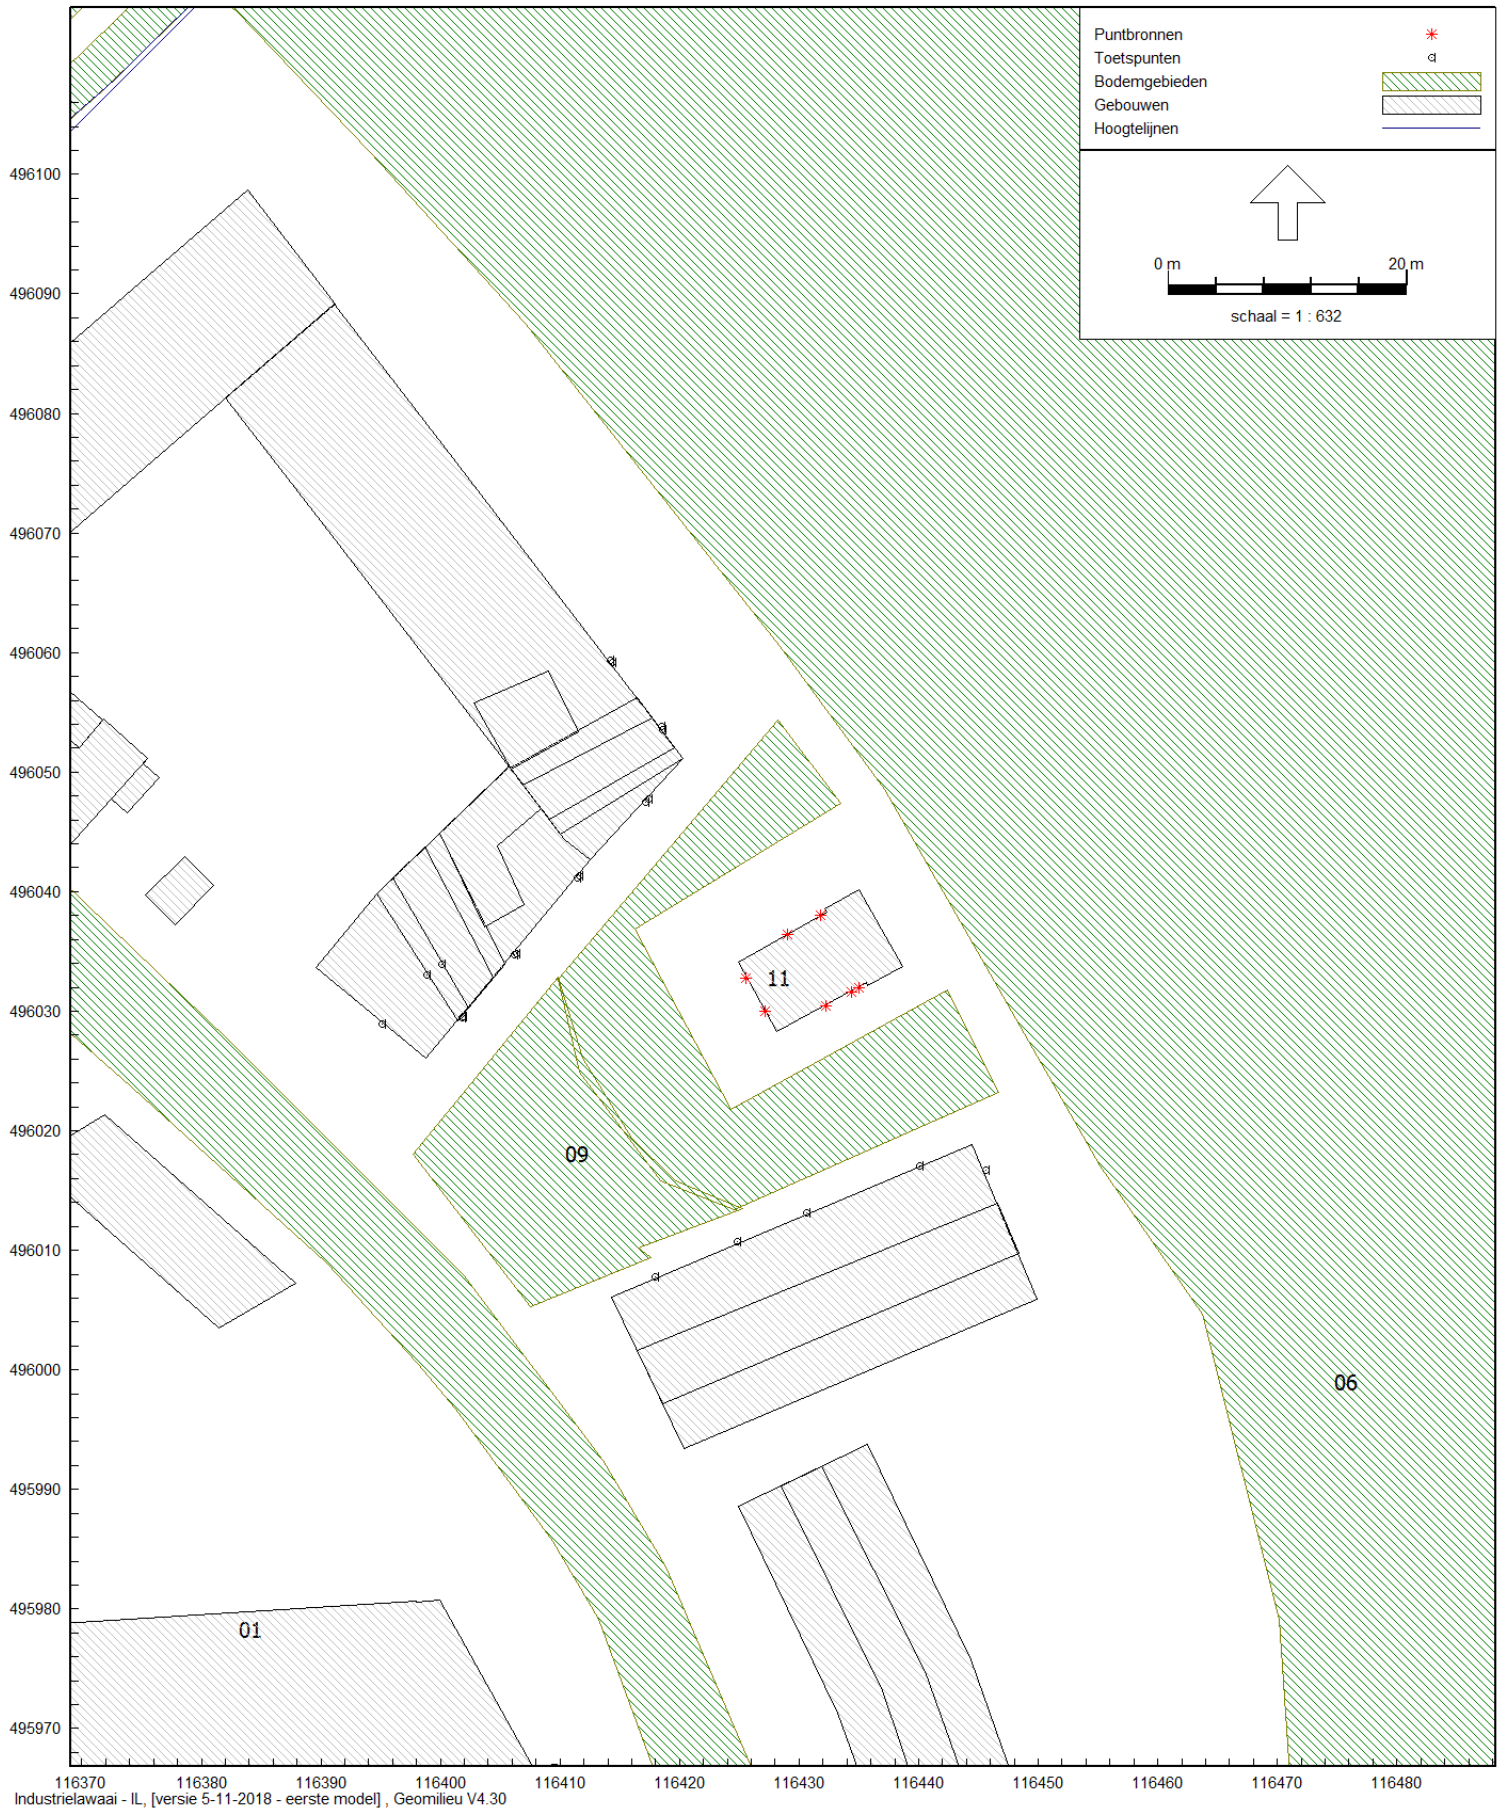 Puntbronnen
Toetspunten
Bodemgebieden
Gebouwen
Hoogtelijnen
0 m 20 m
schaal = 1 : 632
496100
496090
496080
496070
496060
496050
496040
496030
496020
496010
496000
495990
495980
495970
11
09
06
01
116370 116380 116390 116400 116410 116420 116430 116440 116450 116460 116470 116480
Industrielawaai - IL, [versie 5-11-2018 - eerste model] , Geomilieu V4.30